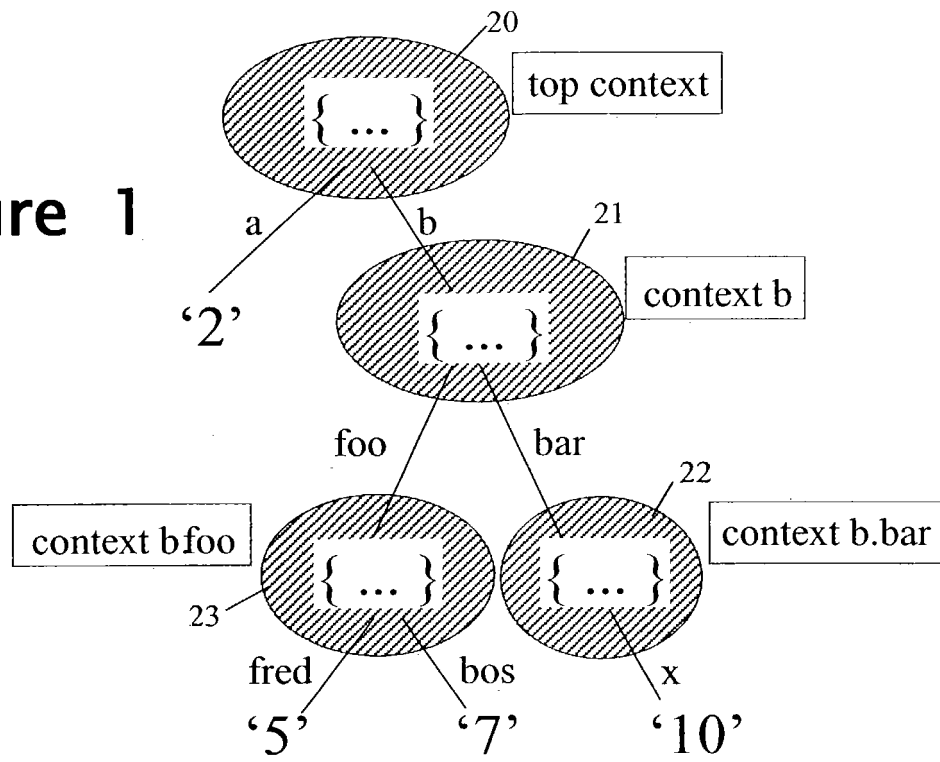 20
top context
{ ... }
ure 1
a
b
21
'2'
context b
{ ... }
foo
bar
22
context bfoo
context b.bar
{ ... }
{ ... }
23
fred
bos
x
'5'
'7'
'10'